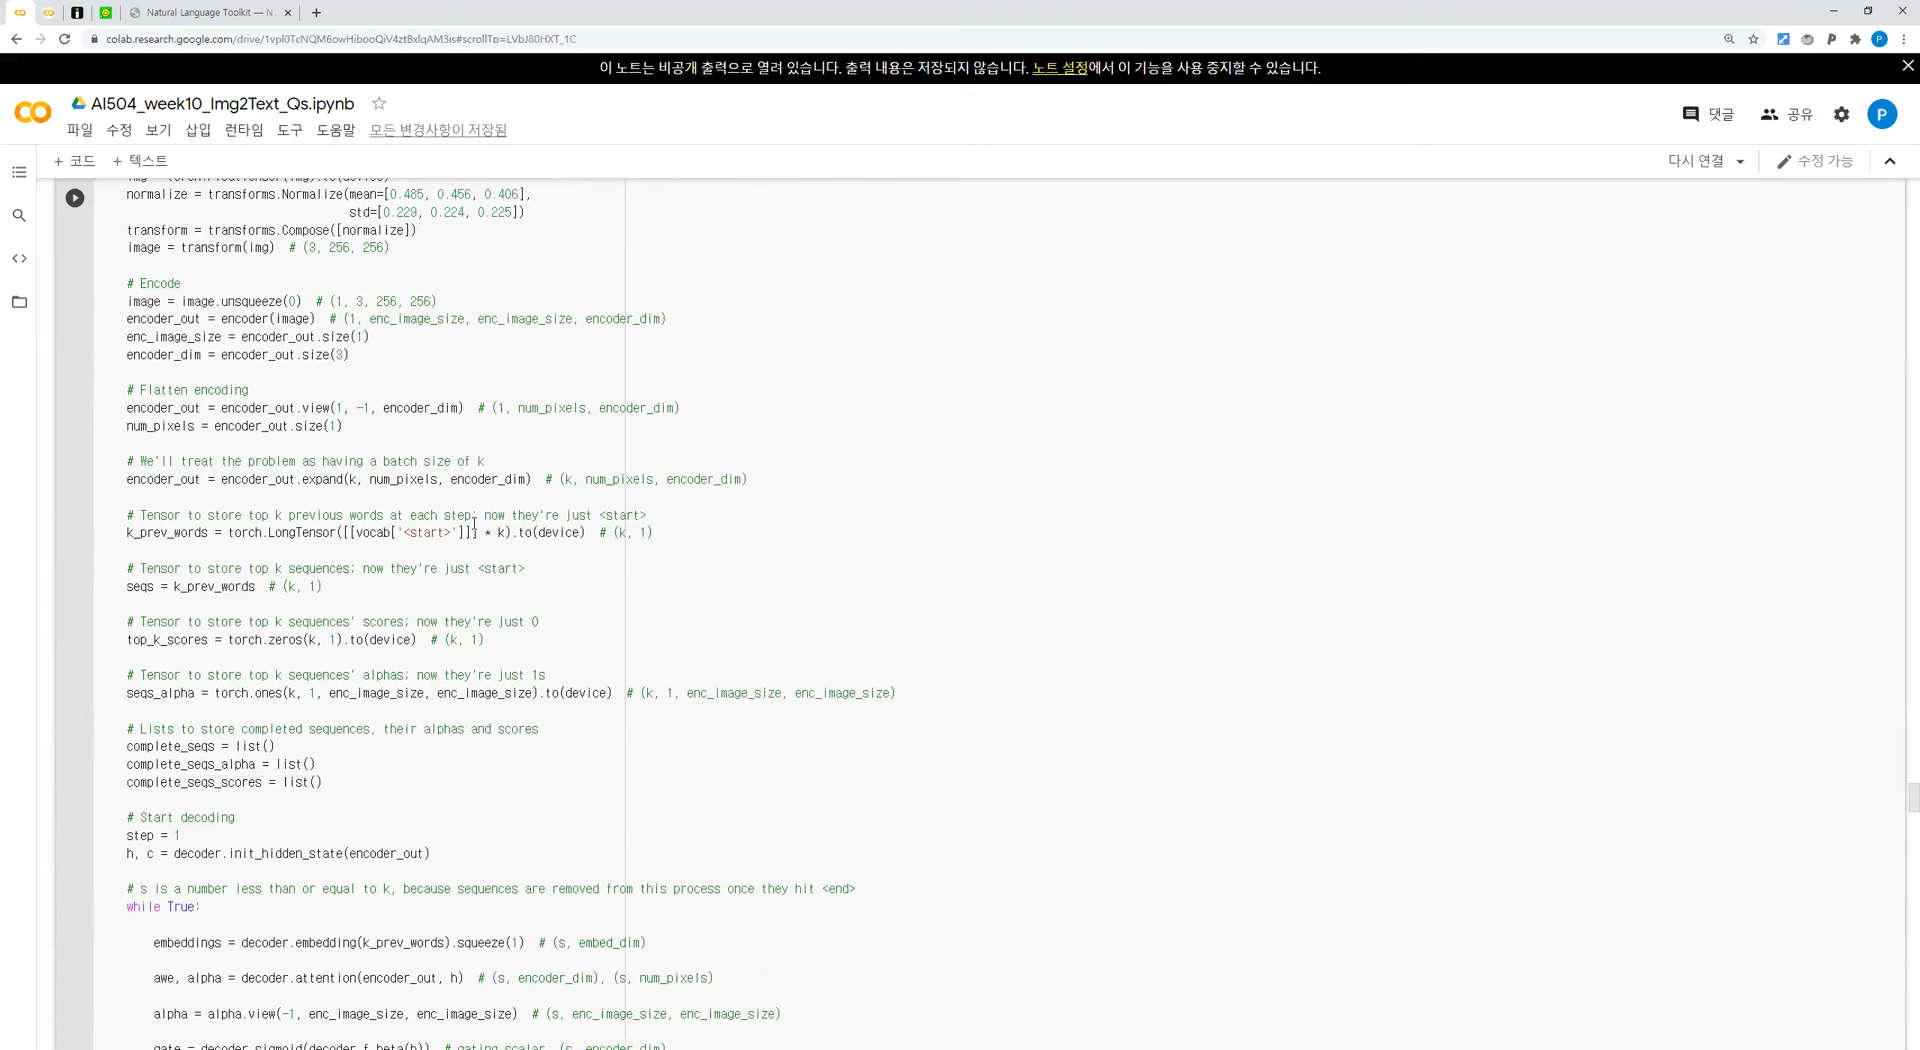 Natural Language Toolkit — N
colab.research.google.com/drive/1vpl0TcNQM6owHibooQiV4ztBxlqAM3is#scrollTo=LVbJ80HXT_1C
이 노트는 비공개 출력으로 열려 있습니다. 출력 내용은 저장되지 않습니다. 노트 설정에서 이 기능을 사용 중지할 수 있습니다.
AI504_week10_Img2Text_Qs.ipynb
댓글 공유 P
파일 수정 보기 삽입 런타임 도구 도움말 모든 변경사항이 저장됨
+ 코드 + 텍스트 다시 연결 수정 가능
normalize = transforms.Normalize(mean=[0.485, 0.456, 0.406],
std=[0.229, 0.224, 0.225])
transform = transforms.Compose([normalize])
image = transform(img)  # (3, 256, 256)
# Encode
image = image.unsqueeze(0)  # (1, 3, 256, 256)
encoder_out = encoder(image)  # (1, enc_image_size, enc_image_size, encoder_dim)
enc_image_size = encoder_out.size(1)
encoder_dim = encoder_out.size(3)
# Flatten encoding
encoder_out = encoder_out.view(1, -1, encoder_dim)  # (1, num_pixels, encoder_dim)
num_pixels = encoder_out.size(1)
# We'll treat the problem as having a batch size of k
encoder_out = encoder_out.expand(k, num_pixels, encoder_dim)  # (k, num_pixels, encoder_dim)
# Tensor to store top k previous words at each step; now they're just <start>
k_prev_words = torch.LongTensor([[vocab['<start>']]] * k).to(device)  # (k, 1)
# Tensor to store top k sequences; now they're just <start>
seqs = k_prev_words  # (k, 1)
# Tensor to store top k sequences' scores; now they're just 0
top_k_scores = torch.zeros(k, 1).to(device)  # (k, 1)
# Tensor to store top k sequences' alphas; now they're just 1s
seqs_alpha = torch.ones(k, 1, enc_image_size, enc_image_size).to(device)  # (k, 1, enc_image_size, enc_image_size)
# Lists to store completed sequences, their alphas and scores
complete_seqs = list()
complete_seqs_alpha = list()
complete_seqs_scores = list()
# Start decoding
step = 1
h, c = decoder.init_hidden_state(encoder_out)
# s is a number less than or equal to k, because sequences are removed from this process once they hit <end>
while True:
embeddings = decoder.embedding(k_prev_words).squeeze(1)  # (s, embed_dim)
awe, alpha = decoder.attention(encoder_out, h)  # (s, encoder_dim), (s, num_pixels)
alpha = alpha.view(-1, enc_image_size, enc_image_size)  # (s, enc_image_size, enc_image_size)
gate = decoder.sigmoid(decoder.f_beta(h))  # gating scalar, (s, encoder_dim)